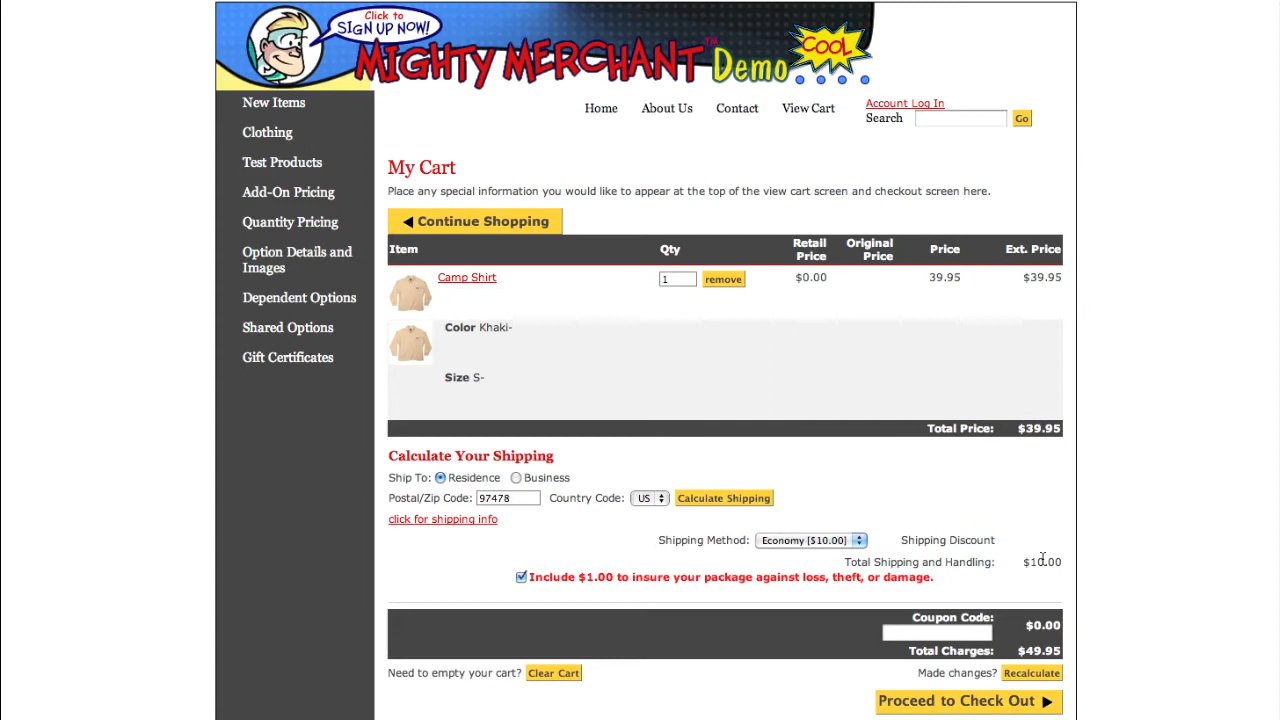 Click to
SIGN UP NOW!
MIGHTY MERCHANT™ Demo
COOL
New Items
Clothing
Test Products
Add-On Pricing
Quantity Pricing
Option Details and
Images
Dependent Options
Shared Options
Gift Certificates
Home About Us Contact View Cart
Account Log In
Search Go
My Cart
Place any special information you would like to appear at the top of the view cart screen and checkout screen here.
Continue Shopping
Item Qty Retail Price Original Price Price Ext. Price
Camp Shirt 1 remove $0.00 39.95 $39.95
Color Khaki-
Size S-
Total Price: $39.95
Calculate Your Shipping
Ship To: Residence Business
Postal/Zip Code: 97478 Country Code: US Calculate Shipping
click for shipping info
Shipping Method: Economy [$10.00] Shipping Discount
Total Shipping and Handling: $10.00
Include $1.00 to insure your package against loss, theft, or damage.
Coupon Code: $0.00
Total Charges: $49.95
Need to empty your cart? Clear Cart Made changes? Recalculate
Proceed to Check Out